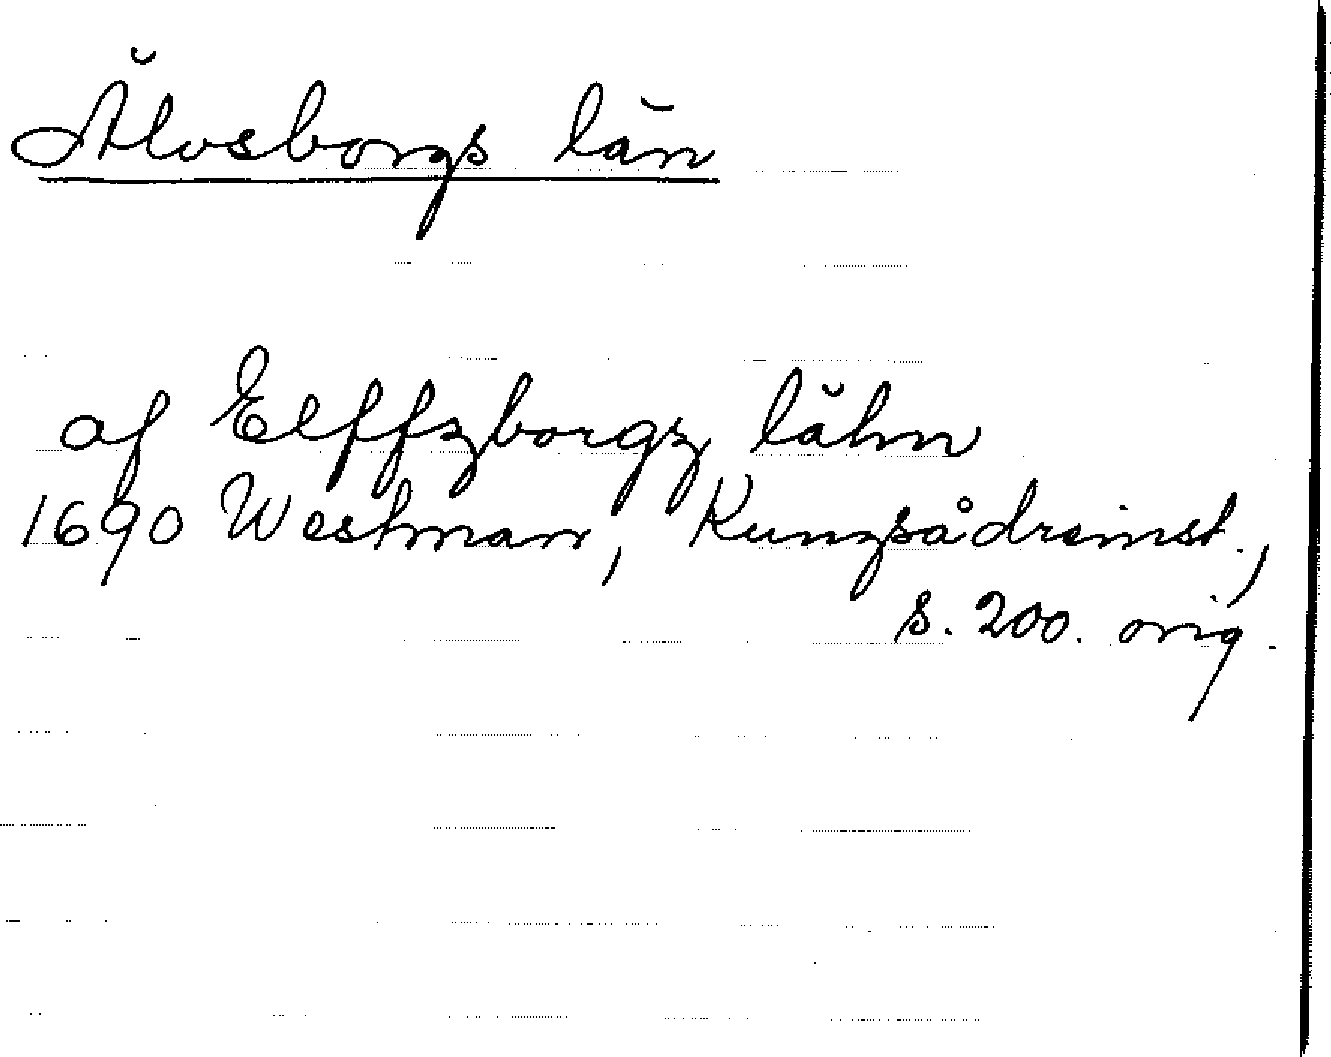 Älvsborgs län
af Elffzborgz lähn
1690 Westman, Kungsådreinst.,
s. 200. orig.